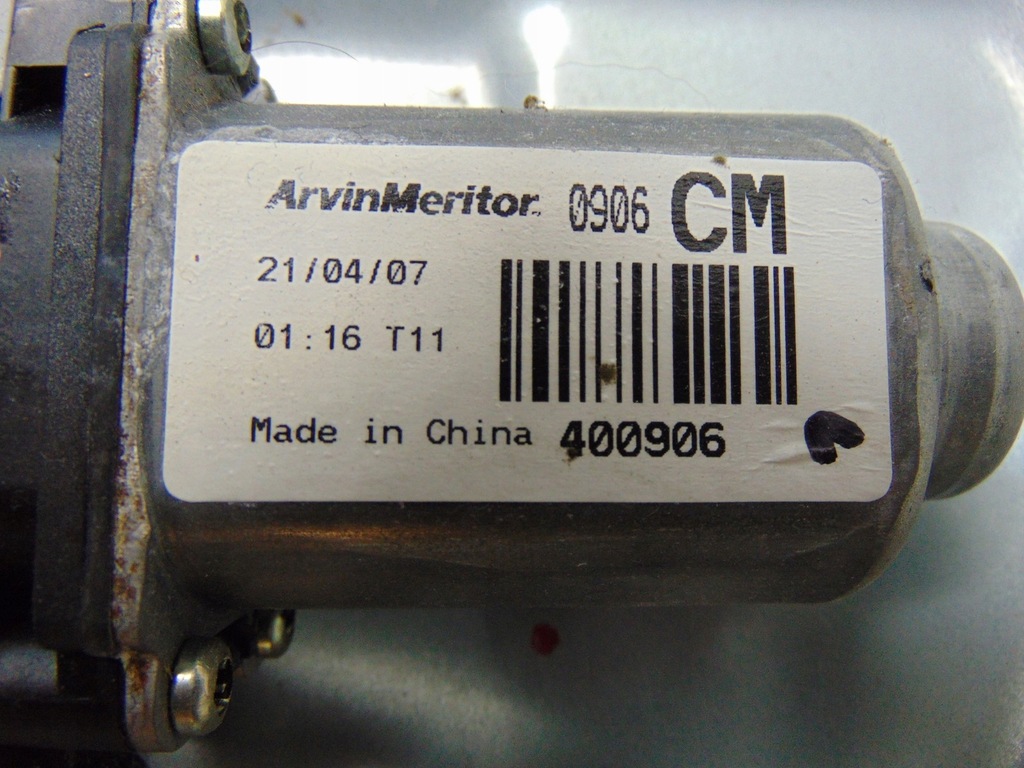 ArvinMeritor 0906 CM
21/04/07
01:16 T11
Made in China 400906